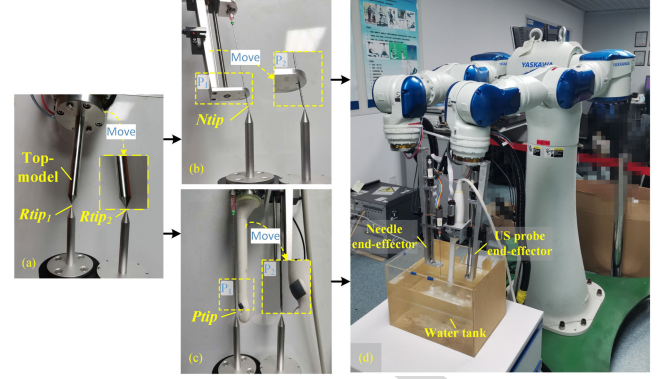 Top-
model
Rtip1
Rtip2
Move
(a)
P1
Move
P2
Ntip
(b)
Move
P1
P2
Ptip
(c)
YASKAWA
YASKAWA
Needle
end-effector
US probe
end-effector
Water tank
(d)